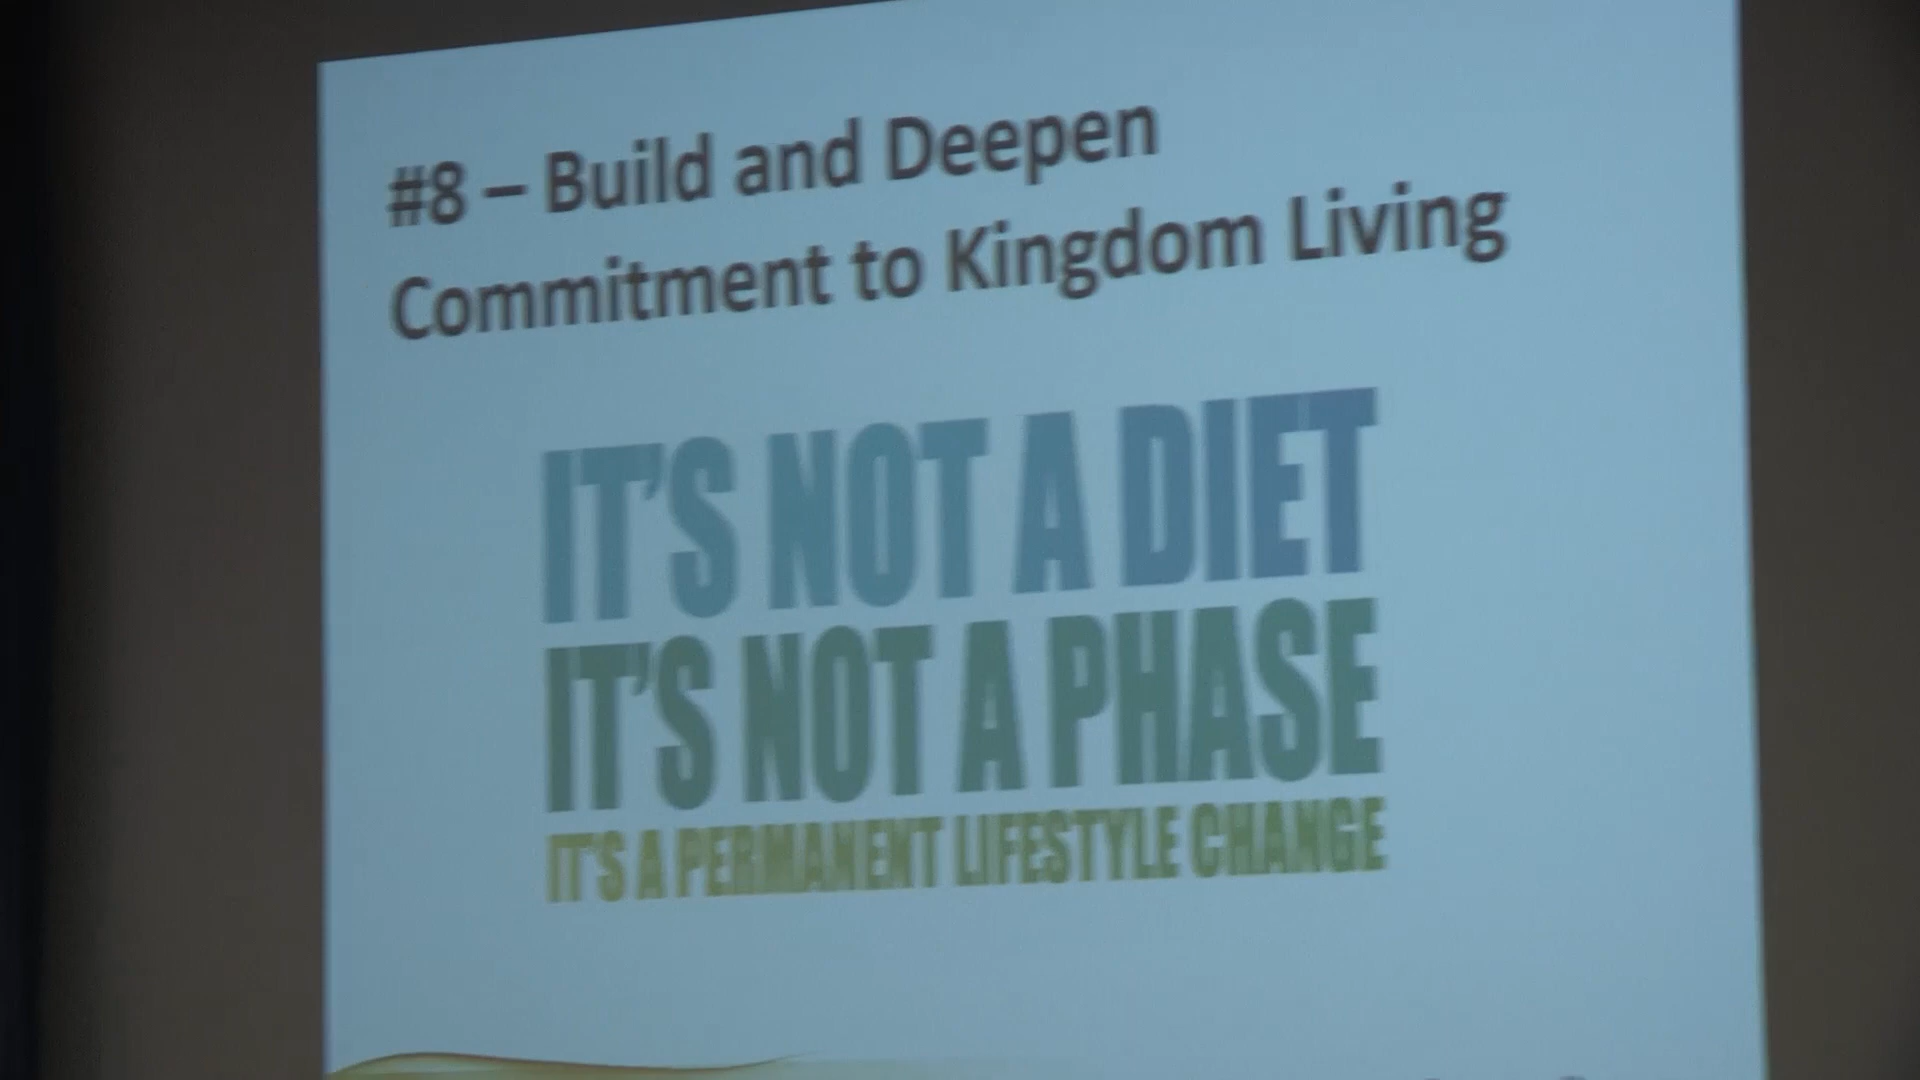 #8 – Build and Deepen
Commitment to Kingdom Living
IT'S NOT A DIET
IT'S NOT A PHASE
IT'S A PERMANENT LIFESTYLE CHANGE